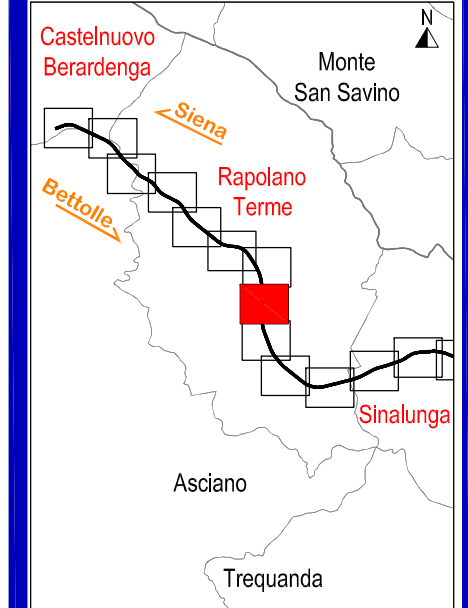 N
Castelnuovo
Berardenga
Monte
San Savino
Siena
Rapolano
Terme
Bettolle
Sinalunga
Asciano
Trequanda